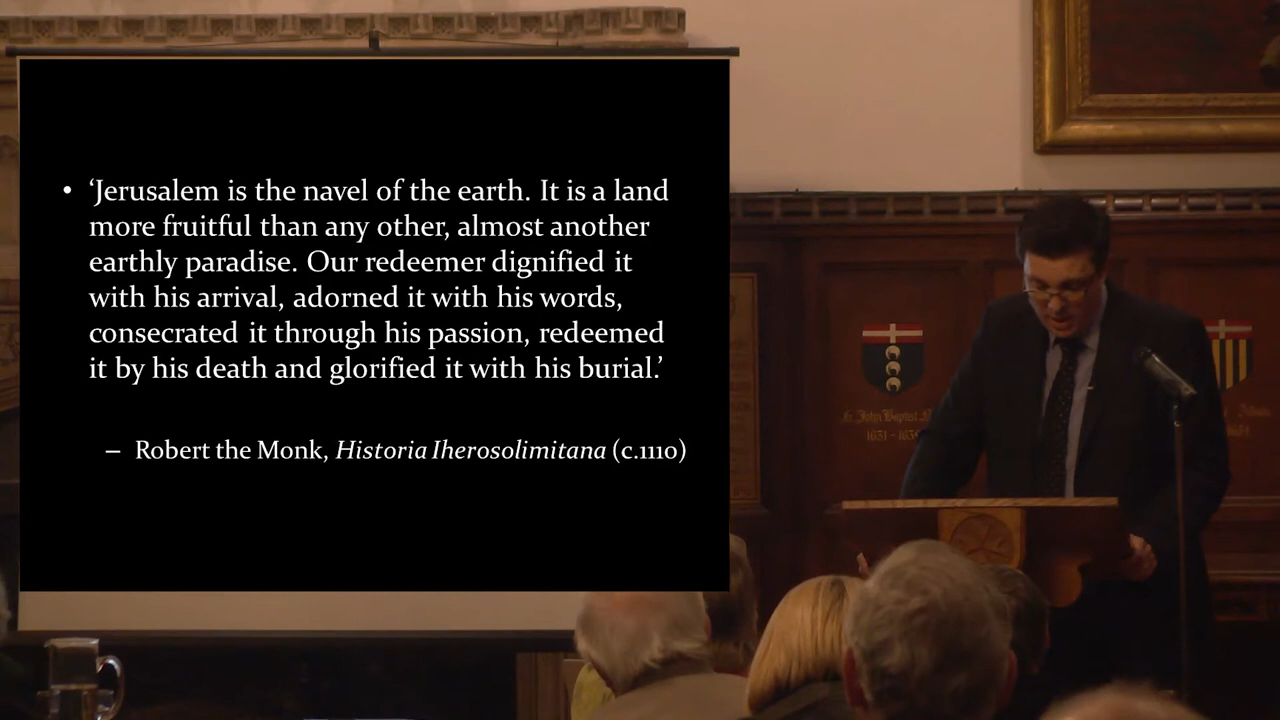 • ‘Jerusalem is the navel of the earth. It is a land
more fruitful than any other, almost another
earthly paradise. Our redeemer dignified it
with his arrival, adorned it with his words,
consecrated it through his passion, redeemed
it by his death and glorified it with his burial.’
– Robert the Monk, Historia Iherosolimitana (c.1110)
John Baptist